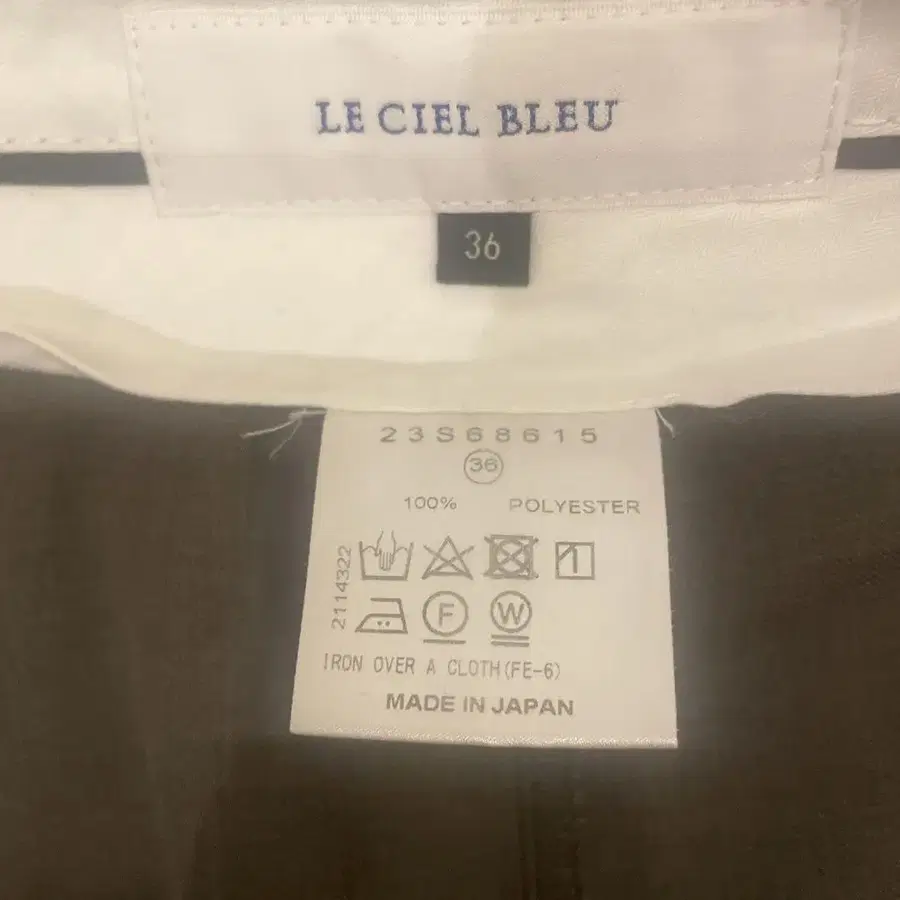 LE CIEL BLEU
36
23S68615
36
100% POLYESTER
2114322
F W
IRON OVER A CLOTH(FE-6)
MADE IN JAPAN